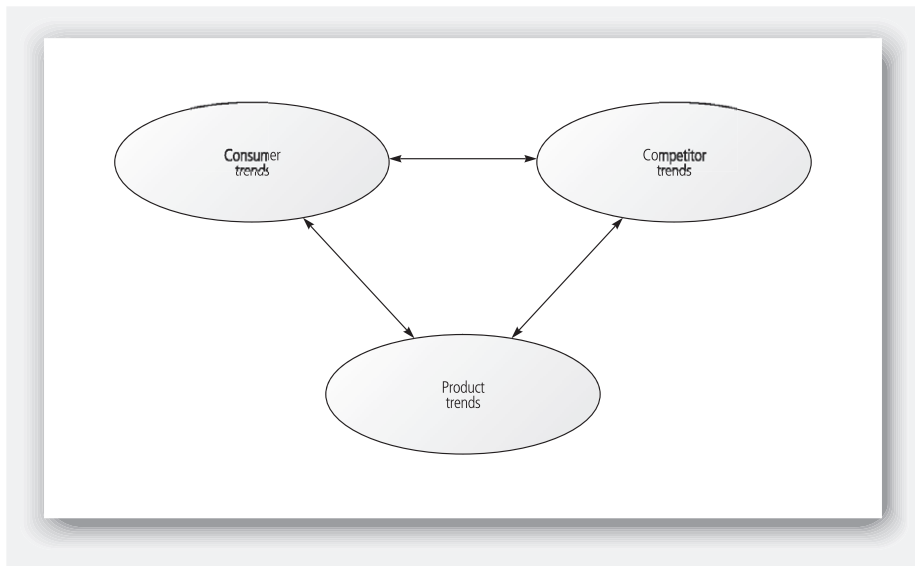 Consumer
trends
Competitor
trends
Product
trends